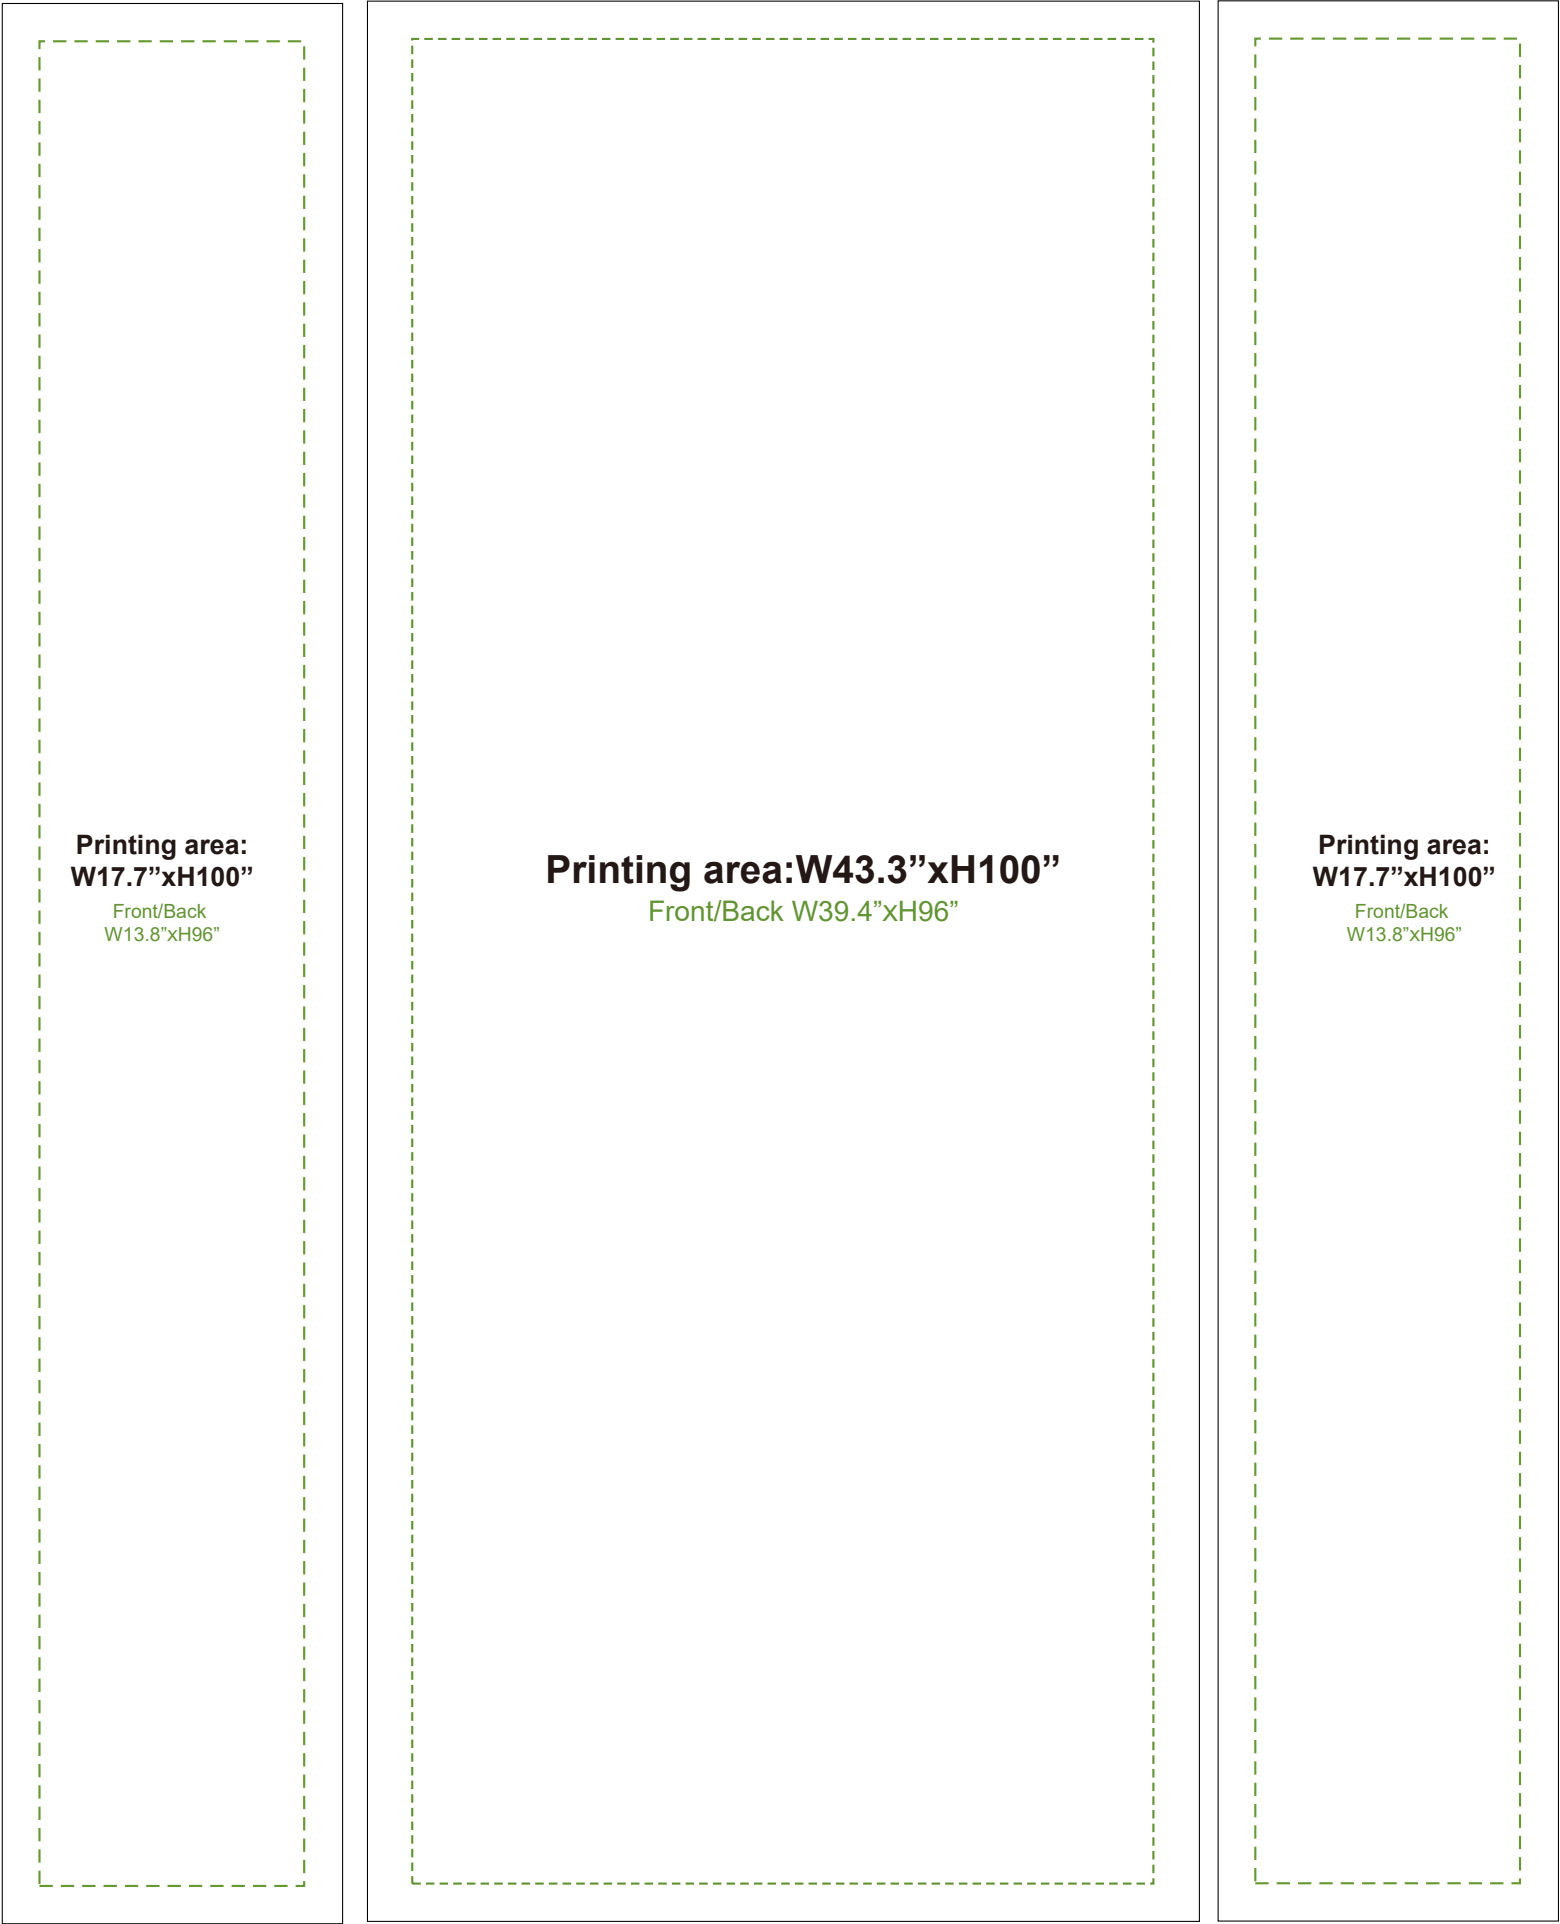 Printing area:
W17.7”xH100”
Front/Back
W13.8”xH96”
Printing area:W43.3”xH100”
Front/Back W39.4”xH96”
Printing area:
W17.7”xH100”
Front/Back
W13.8”xH96”